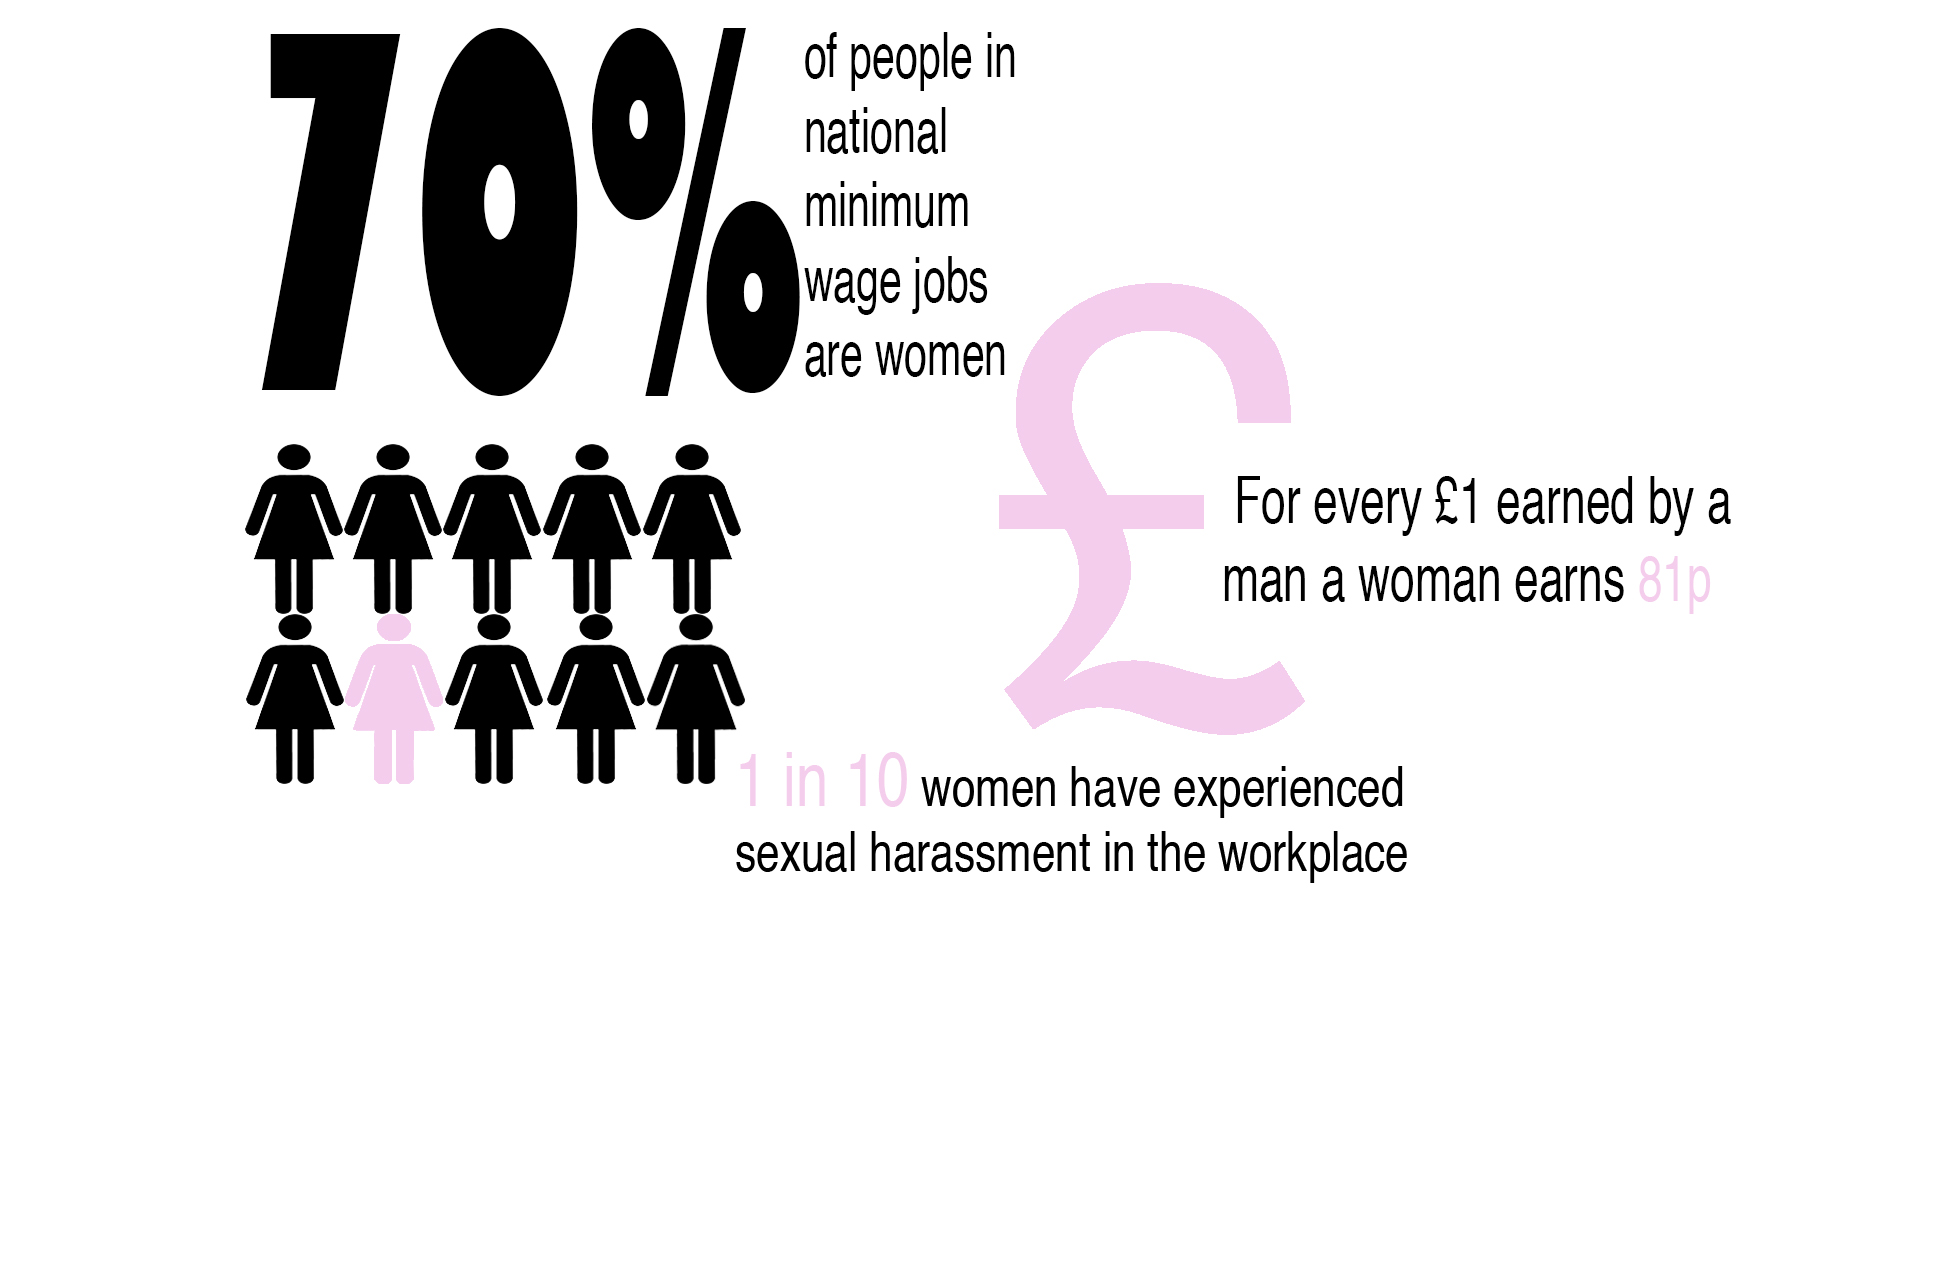 70%
of people in
national
minimum
wage jobs
are women
£
For every £1 earned by a
man a woman earns 81p
1 in 10 women have experienced
sexual harassment in the workplace